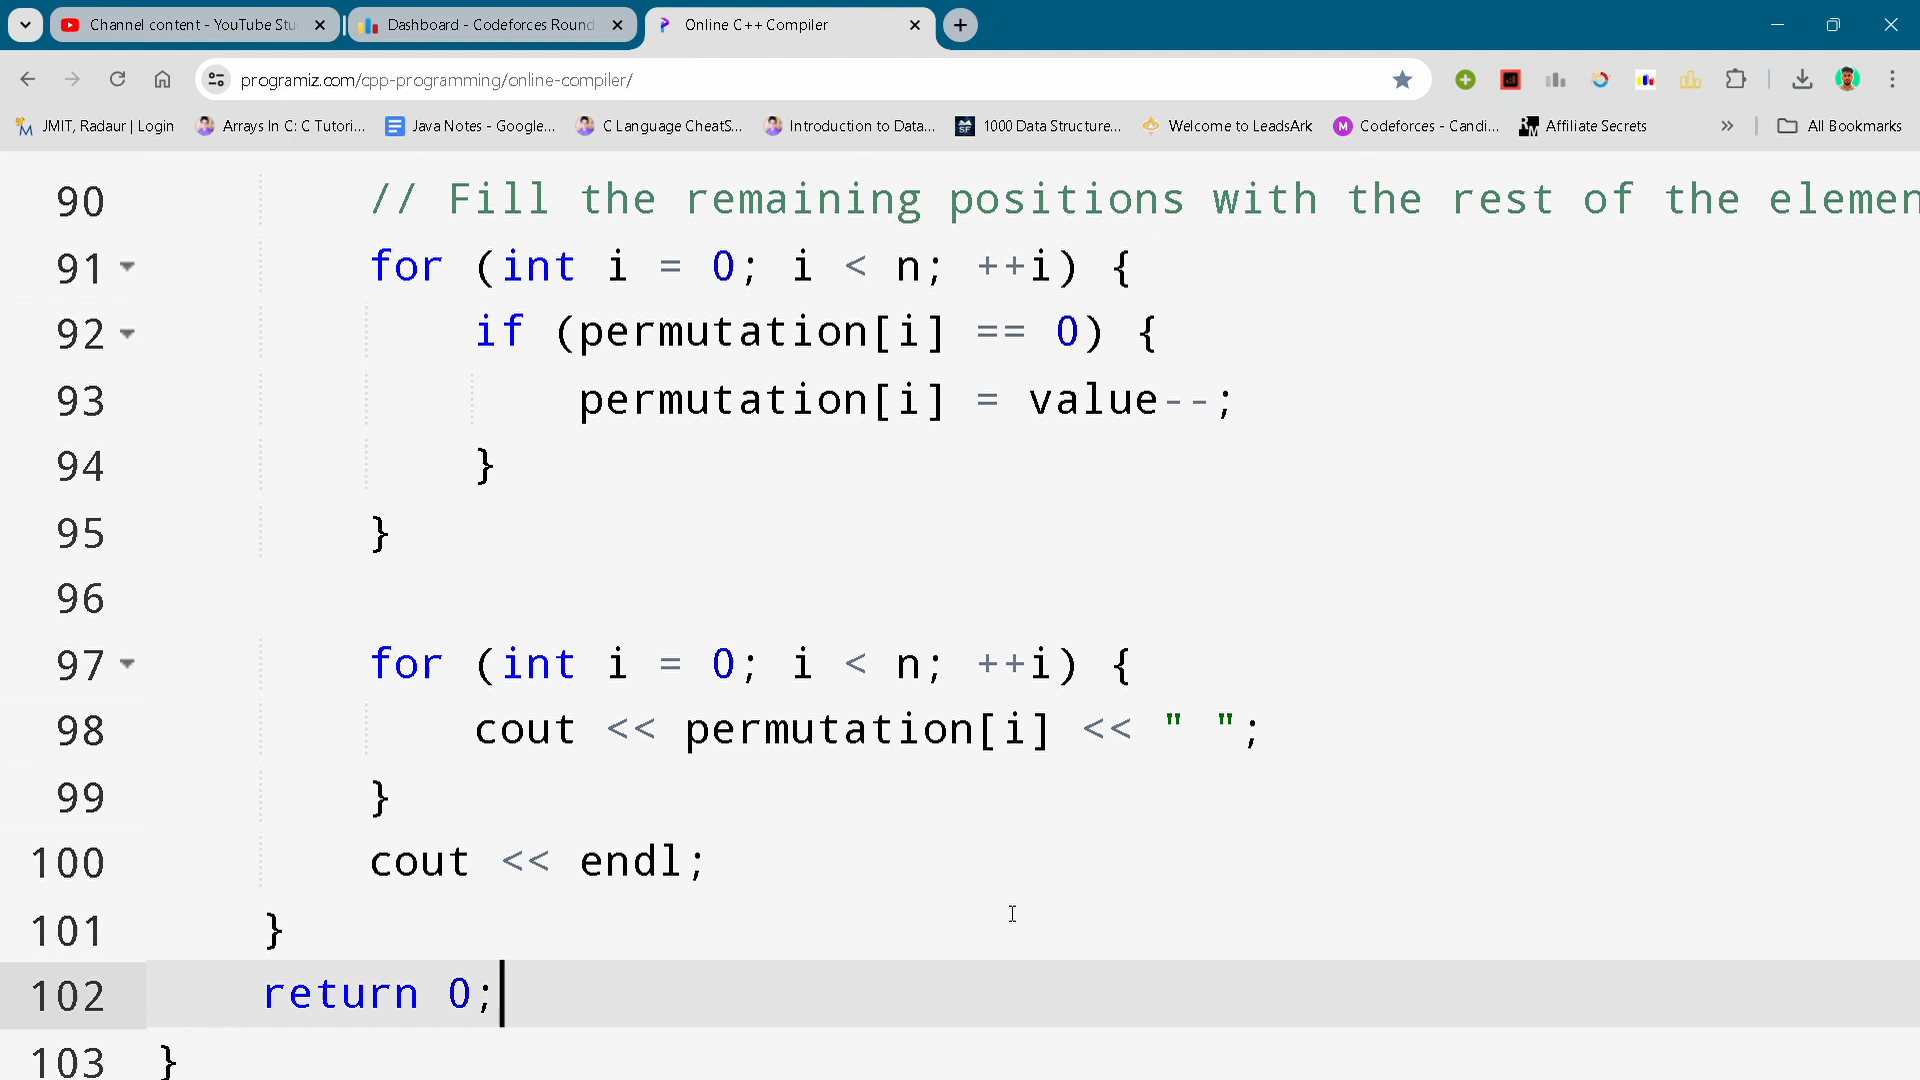 Channel content - YouTube Stu
Dashboard - Codeforces Round
Online C++ Compiler
programiz.com/cpp-programming/online-compiler/
JMIT, Radaur | Login
Arrays In C: C Tutori...
Java Notes - Google...
C Language CheatS...
Introduction to Data...
1000 Data Structure...
Welcome to LeadsArk
Codeforces - Candi...
Affiliate Secrets
All Bookmarks
90 // Fill the remaining positions with the rest of the elemen
91 for (int i = 0; i < n; ++i) {
92 if (permutation[i] == 0) {
93 permutation[i] = value--;
94 }
95 }
96
97 for (int i = 0; i < n; ++i) {
98 cout << permutation[i] << " ";
99 }
100 cout << endl;
101 }
102 return 0;
103 }